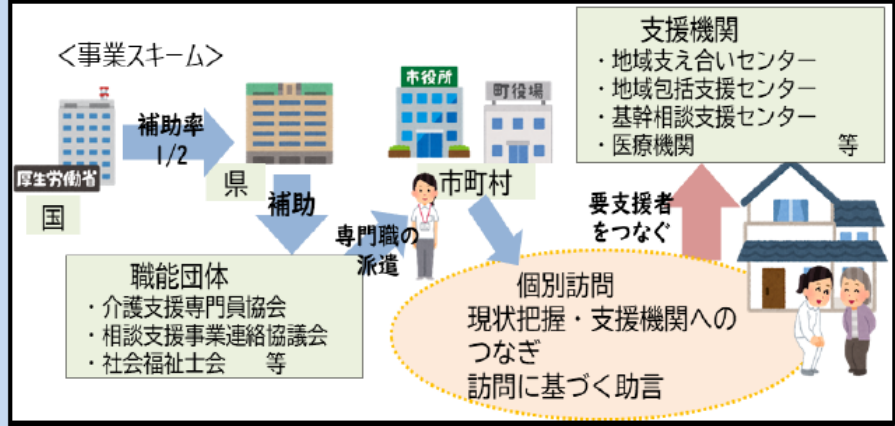 ＜事業スキーム＞
厚生労働省
国
補助率
1/2
県
補助
職能団体
・介護支援専門員協会
・相談支援事業連絡協議会
・社会福祉士会　等
専門職の
派遣
市役所
町役場
市町村
個別訪問
現状把握・支援機関への
つなぎ
訪問に基づく助言
要支援者
をつなぐ
支援機関
・地域支え合いセンター
・地域包括支援センター
・基幹相談支援センター
・医療機関　等